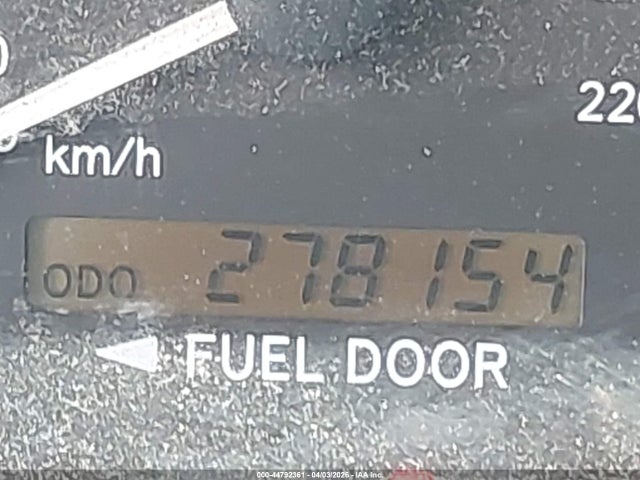 220
km/h
ODO 278154
FUEL DOOR
000-44792361 - 04/03/2026 - IAA Inc.